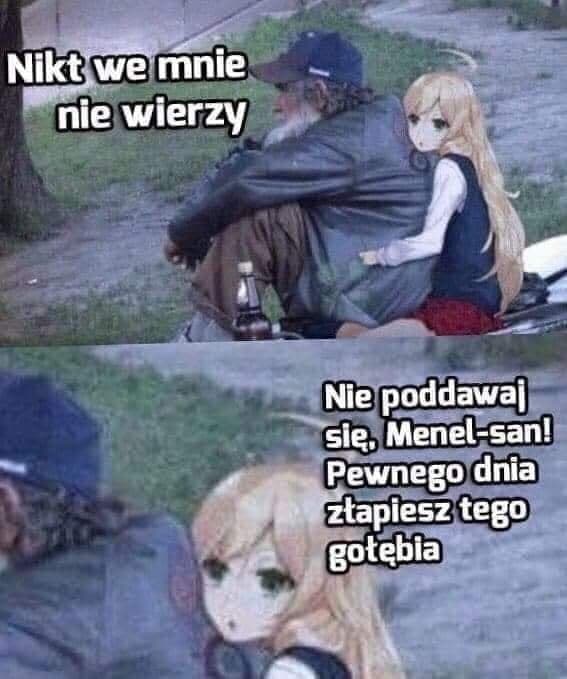 Nikt we mnie
nie wierzy
Nie poddawaj
się, Menel-san!
Pewnego dnia
złapiesz tego
gołębia